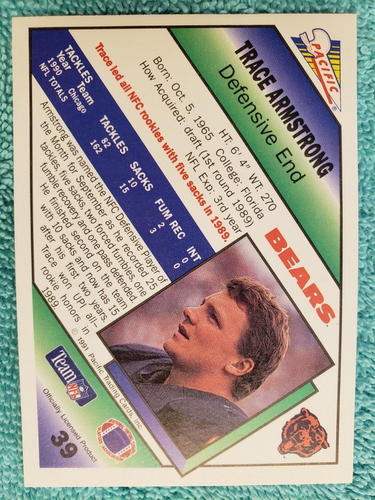 PACIFIC
TRACE ARMSTRONG
Defensive End
BEARS
HT: 6' 4" WT: 270
Born: Oct. 5, 1965 College: Florida
How Acquired: draft (1st round 1989)
NFL Exp: 3rd year
Trace led all NFC rookies with five sacks in 1989.
TACKLES TACKLES SACKS FUM REC INT
Year Team
1990 Chicago 82 10 2 0
NFL TOTALS 162 15 3 0
Armstrong was named the NFC Defensive Player of
the Month for September as he recorded 25
tackles, five sacks, two forced fumbles, one
fumble recovery and one pass defended.
He finished second on the team
with 10 sacks and now has 15
after his first two years.
Trace won UPI all-
rookie honors in
1989.
© 1991 Pacific Trading Cards, Inc.
Team NFL
Officially Licensed Product
39